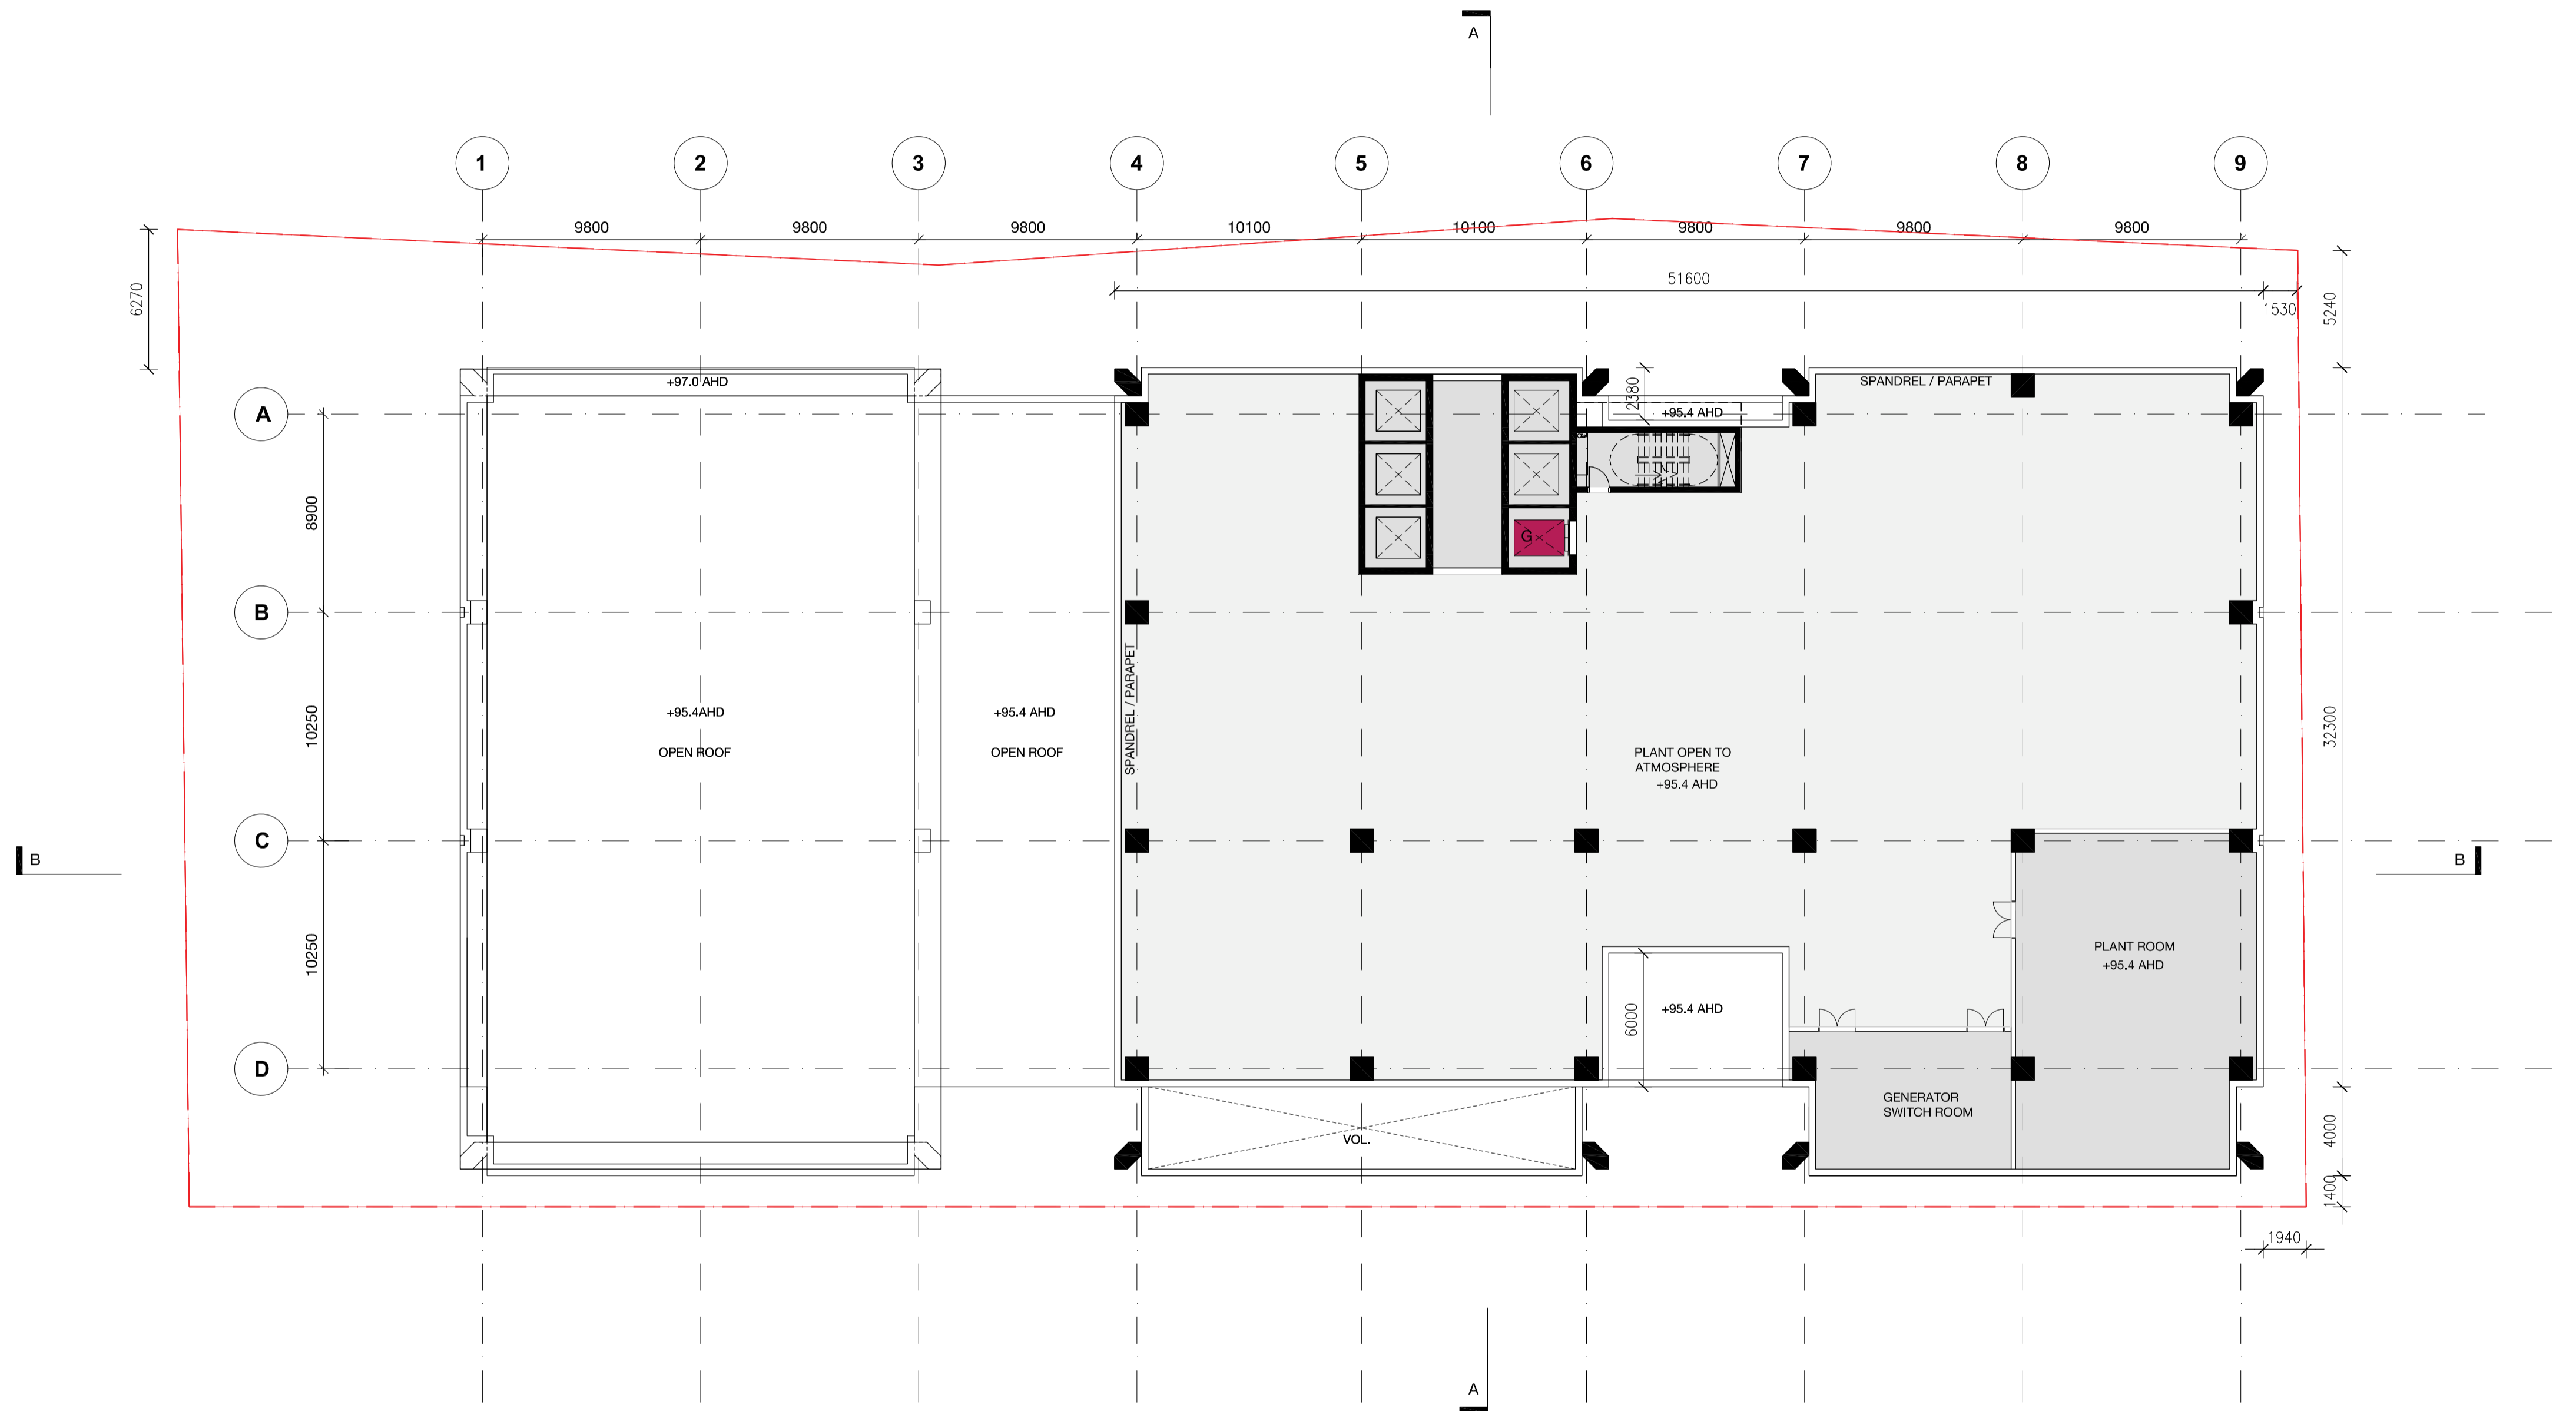 A
1 2 3 4 5 6 7 8 9
9800 9800 9800 10100 10100 9800 9800 9800
51600
1530
6270
5240
+97.0 AHD
SPANDREL / PARAPET
2380
+95.4 AHD
A
8900
G
B
SPANDREL / PARAPET
10250
+95.4AHD
+95.4 AHD
32300
OPEN ROOF
OPEN ROOF
PLANT OPEN TO
ATMOSPHERE
+95.4 AHD
C
B
B
10250
PLANT ROOM
+95.4 AHD
6000
+95.4 AHD
D
GENERATOR
SWITCH ROOM
VOL.
4000
1400
1940
A